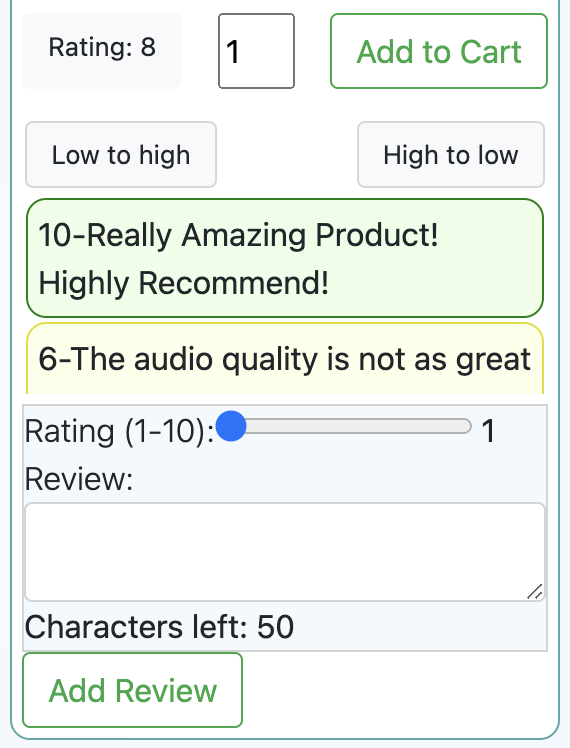 Rating: 8
1
Add to Cart
Low to high
High to low
10-Really Amazing Product!
Highly Recommend!
6-The audio quality is not as great
Rating (1-10):
1
Review:
Characters left: 50
Add Review